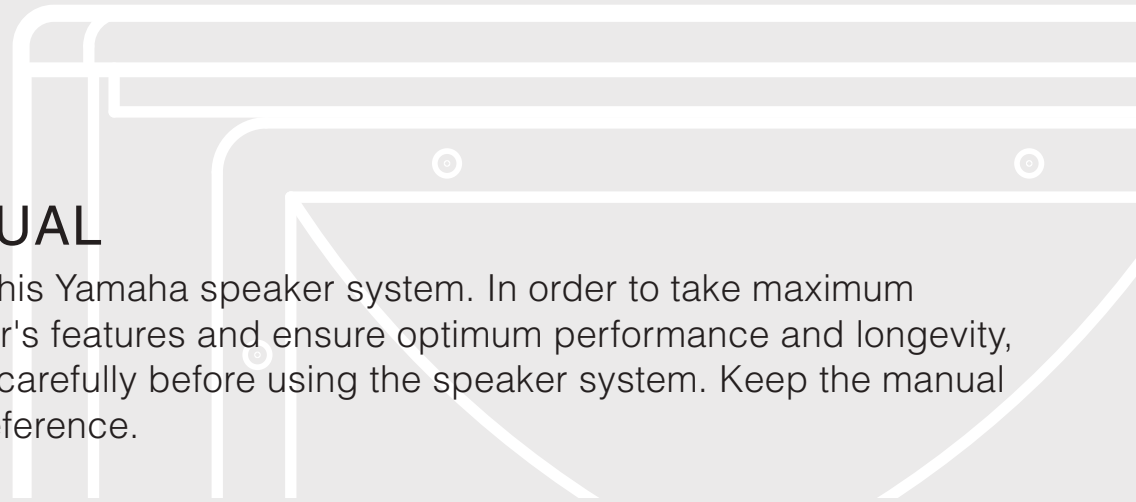 UAL
his Yamaha speaker system. In order to take maximum
r's features and ensure optimum performance and longevity,
carefully before using the speaker system. Keep the manual
ference.